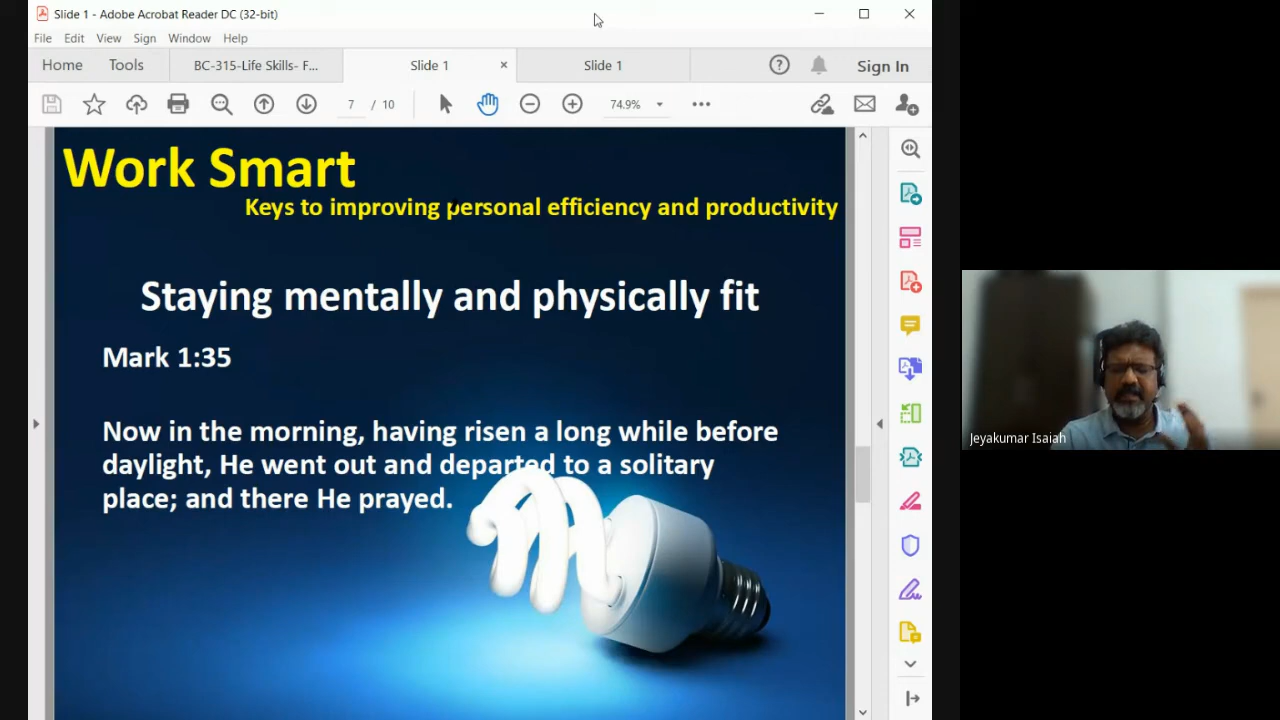 Slide 1 - Adobe Acrobat Reader DC (32-bit)
File Edit View Sign Window Help
Home Tools BC-315-Life Skills- F... Slide 1 × Slide 1 Sign In
7 / 10 74.9%
Work Smart
Keys to improving personal efficiency and productivity
Staying mentally and physically fit
Mark 1:35
Now in the morning, having risen a long while before
daylight, He went out and departed to a solitary
place; and there He prayed.
Jeyakumar Isaiah